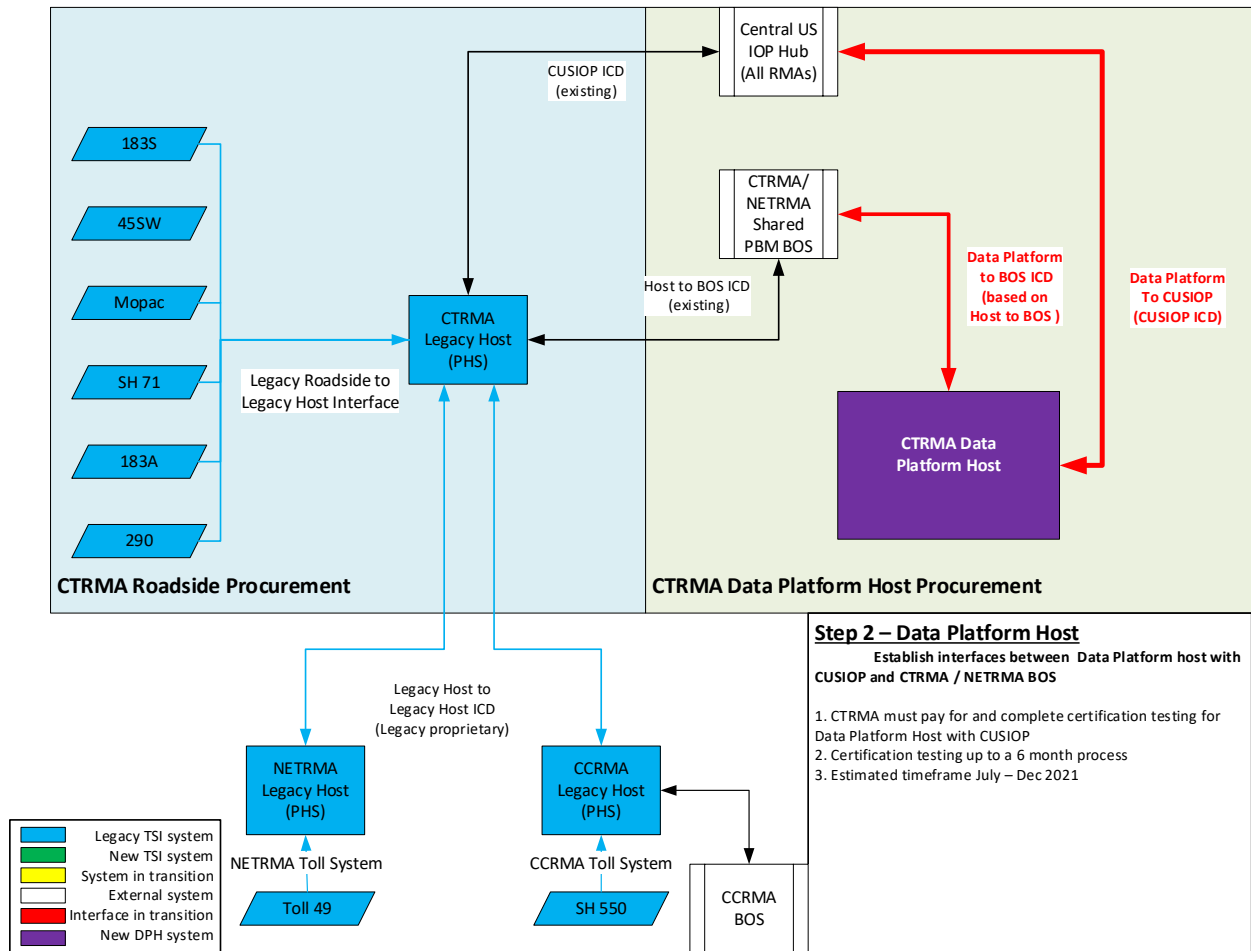 Central US
IOP Hub
(All RMAs)
CUSIOP ICD
(existing)
183S
45SW
Mopac
SH 71
183A
290
CTRMA/
NETRMA
Shared
PBM BOS
Host to BOS ICD
(existing)
CTRMA
Legacy Host
(PHS)
Legacy Roadside to
Legacy Host Interface
Data Platform
to BOS ICD
(based on
Host to BOS )
Data Platform
To CUSIOP
(CUSIOP ICD)
CTRMA Data
Platform Host
CTRMA Roadside Procurement
CTRMA Data Platform Host Procurement
Step 2 – Data Platform Host
Establish interfaces between Data Platform host with
CUSIOP and CTRMA / NETRMA BOS
1. CTRMA must pay for and complete certification testing for
Data Platform Host with CUSIOP
2. Certification testing up to a 6 month process
3. Estimated timeframe July – Dec 2021
Legacy Host to
Legacy Host ICD
(Legacy proprietary)
NETRMA
Legacy Host
(PHS)
CCRMA
Legacy Host
(PHS)
NETRMA Toll System
CCRMA Toll System
Toll 49
SH 550
CCRMA
BOS
Legacy TSI system
New TSI system
System in transition
External system
Interface in transition
New DPH system